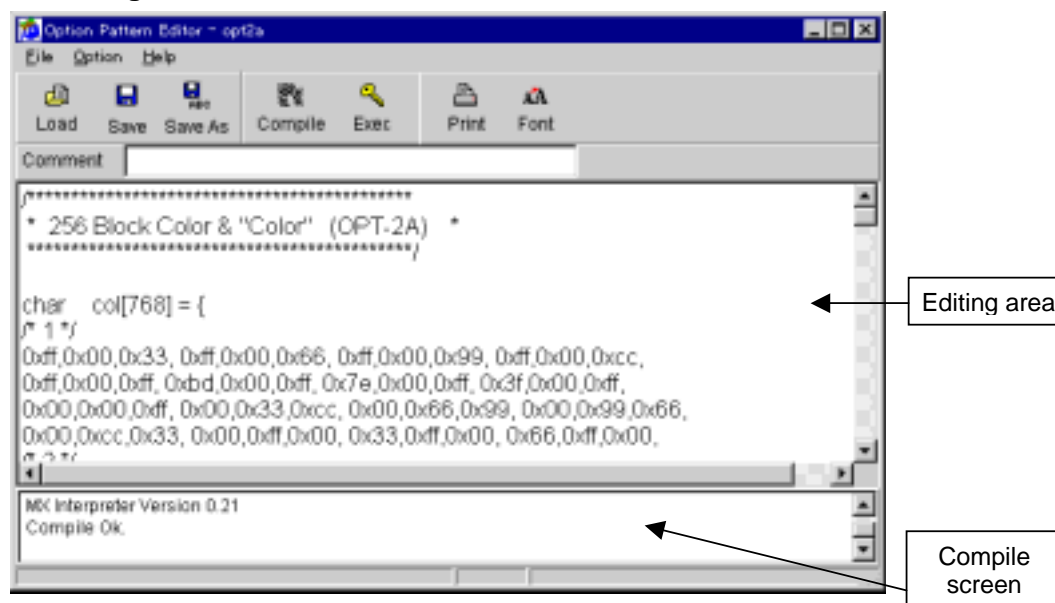 Option Pattern Editor - opt2a
File Option Help
Load Save Save As Compile Exec Print Font
Comment
/********************************************
* 256 Block Color & "Color" (OPT-2A) *
********************************************/
char col[768] = {
/* 1 */
0xff,0x00,0x33, 0xff,0x00,0x66, 0xff,0x00,0x99, 0xff,0x00,0xcc,
0xff,0x00,0xff, 0xbd,0x00,0xff, 0x7e,0x00,0xff, 0x3f,0x00,0xff,
0x00,0x00,0xff, 0x00,0x33,0xcc, 0x00,0x66,0x99, 0x00,0x99,0x66,
0x00,0xcc,0x33, 0x00,0xff,0x00, 0x33,0xff,0x00, 0x66,0xff,0x00,
/* 2 */
MX Interpreter Version 0.21
Compile Ok.
Editing area
Compile
screen